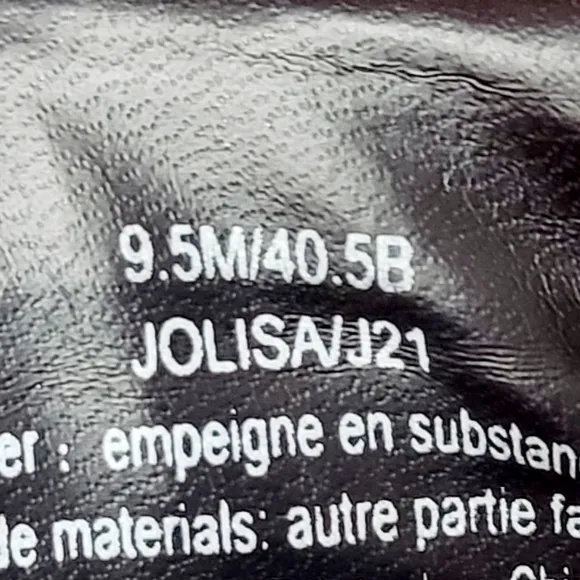 9.5M/40.5B
JOLISA/J21
er : empeigne en substan
de materials: autre partie fa